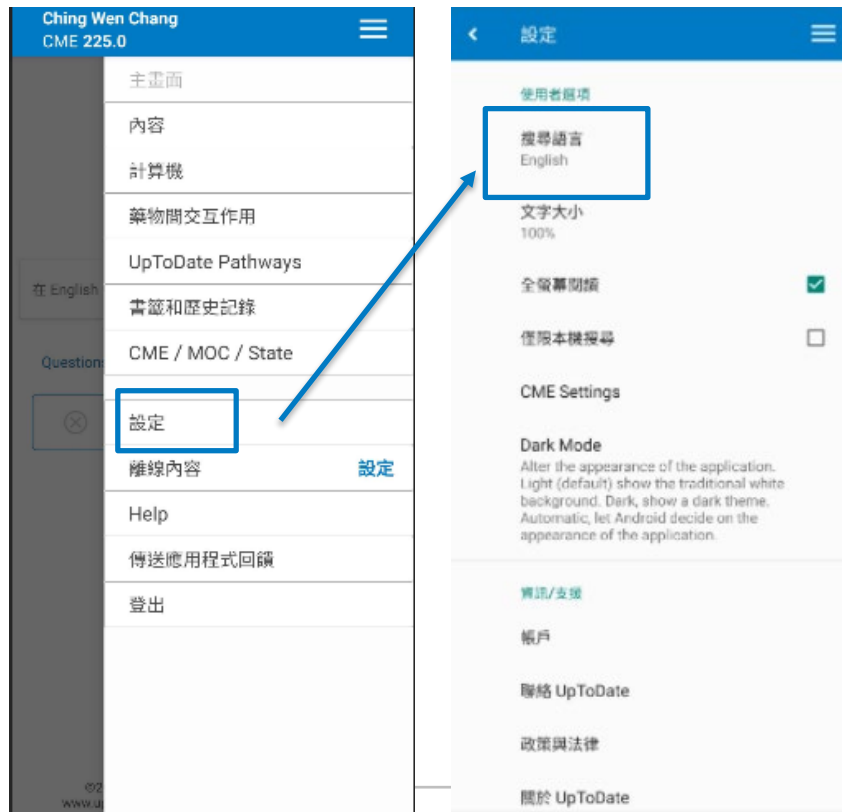 Ching Wen Chang
CME 225.0
主畫面
內容
計算機
藥物間交互作用
UpToDate Pathways
書籤和歷史記錄
CME / MOC / State
設定
離線內容 設定
Help
傳送應用程式回饋
登出
在 English
Question
©2
www.u
設定
使用者選項
搜尋語言
English
文字大小
100%
全螢幕閱讀
僅限本機搜尋
CME Settings
Dark Mode
Alter the appearance of the application.
Light (default) show the traditional white
background. Dark, show a dark theme.
Automatic, let Android decide on the
appearance of the application.
資訊/支援
帳戶
聯絡 UpToDate
政策與法律
關於 UpToDate